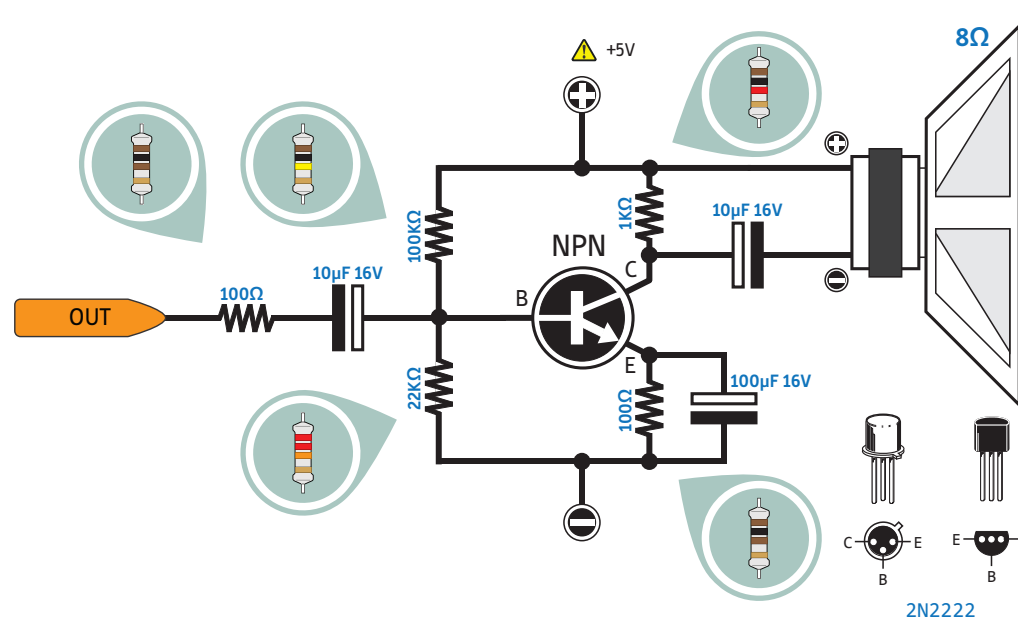 8Ω
+5V
100KΩ
1KΩ
10µF 16V
NPN
C
B
E
10µF 16V
100Ω
OUT
22KΩ
100Ω
100µF 16V
C
E
B
E
B
2N2222